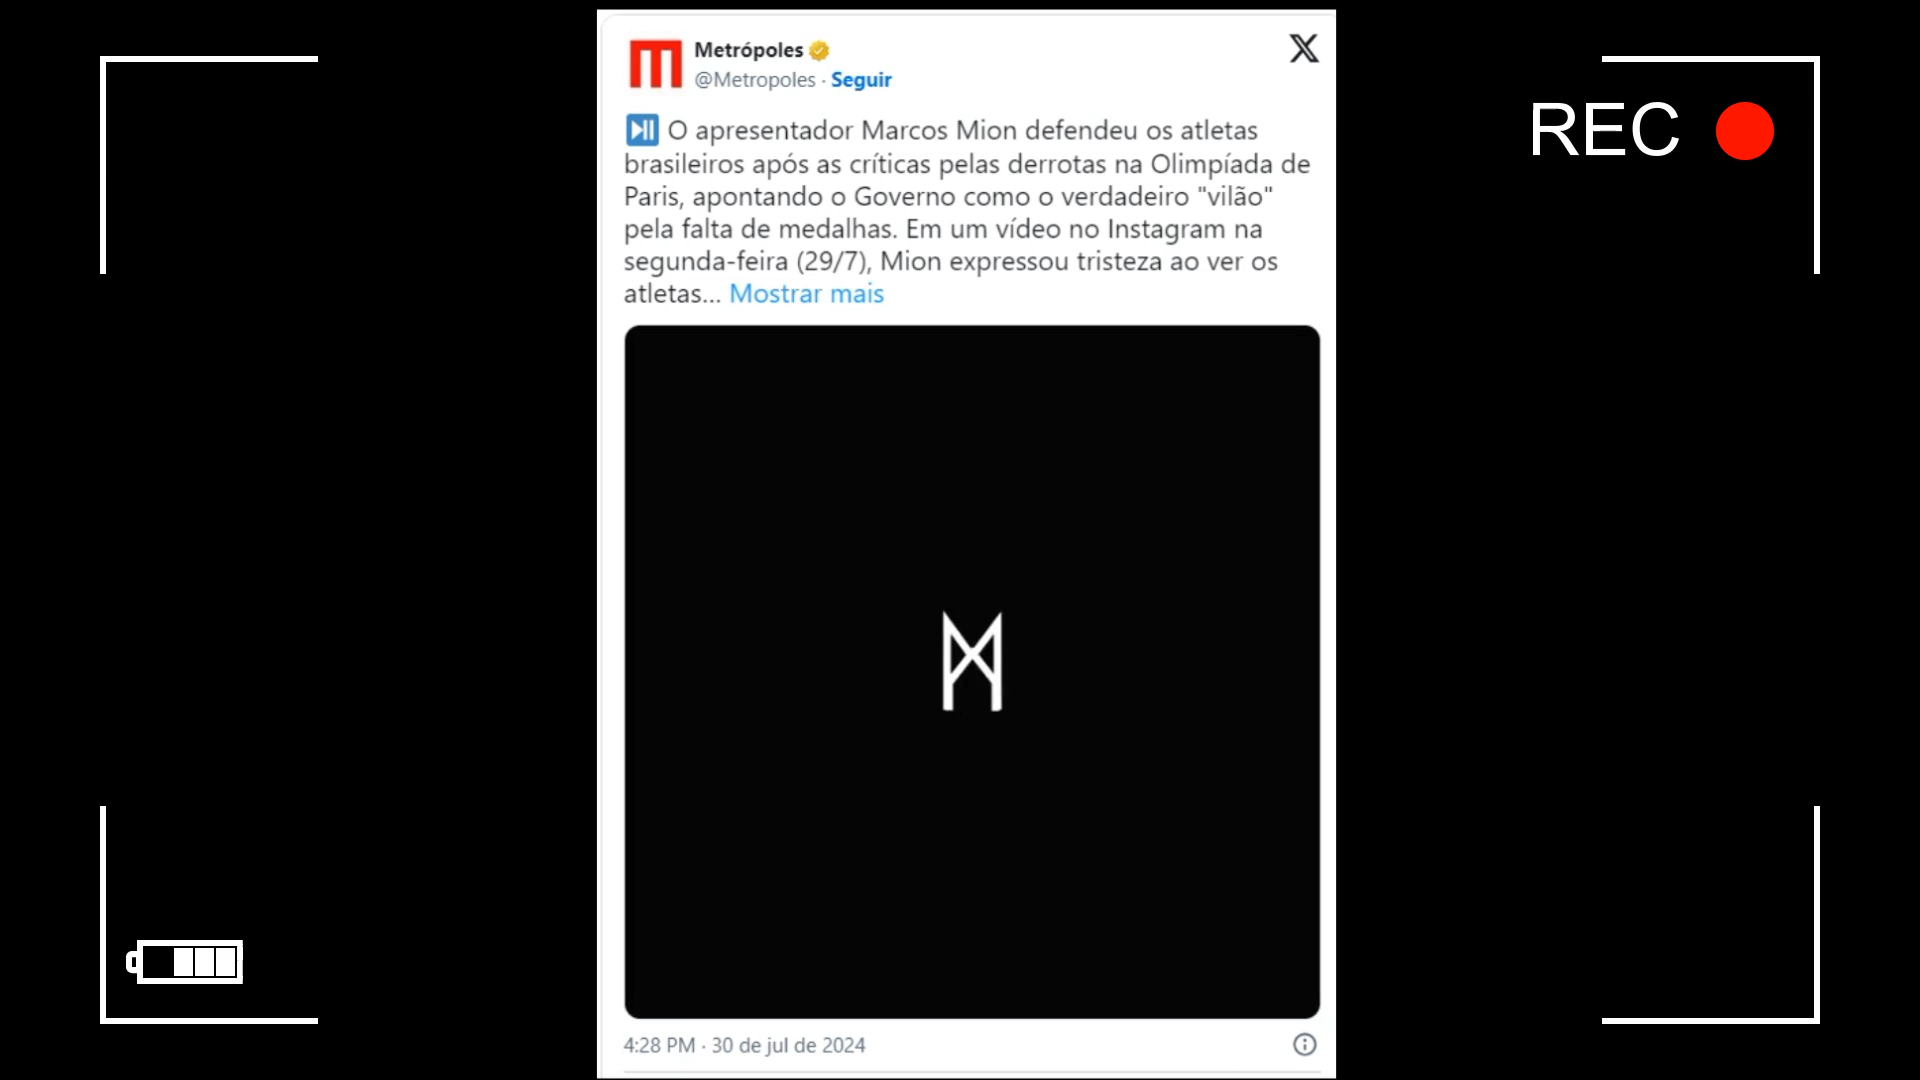 Metrópoles
@Metropoles · Seguir
REC
O apresentador Marcos Mion defendeu os atletas
brasileiros após as críticas pelas derrotas na Olimpíada de
Paris, apontando o Governo como o verdadeiro "vilão"
pela falta de medalhas. Em um vídeo no Instagram na
segunda-feira (29/7), Mion expressou tristeza ao ver os
atletas... Mostrar mais
4:28 PM · 30 de jul de 2024